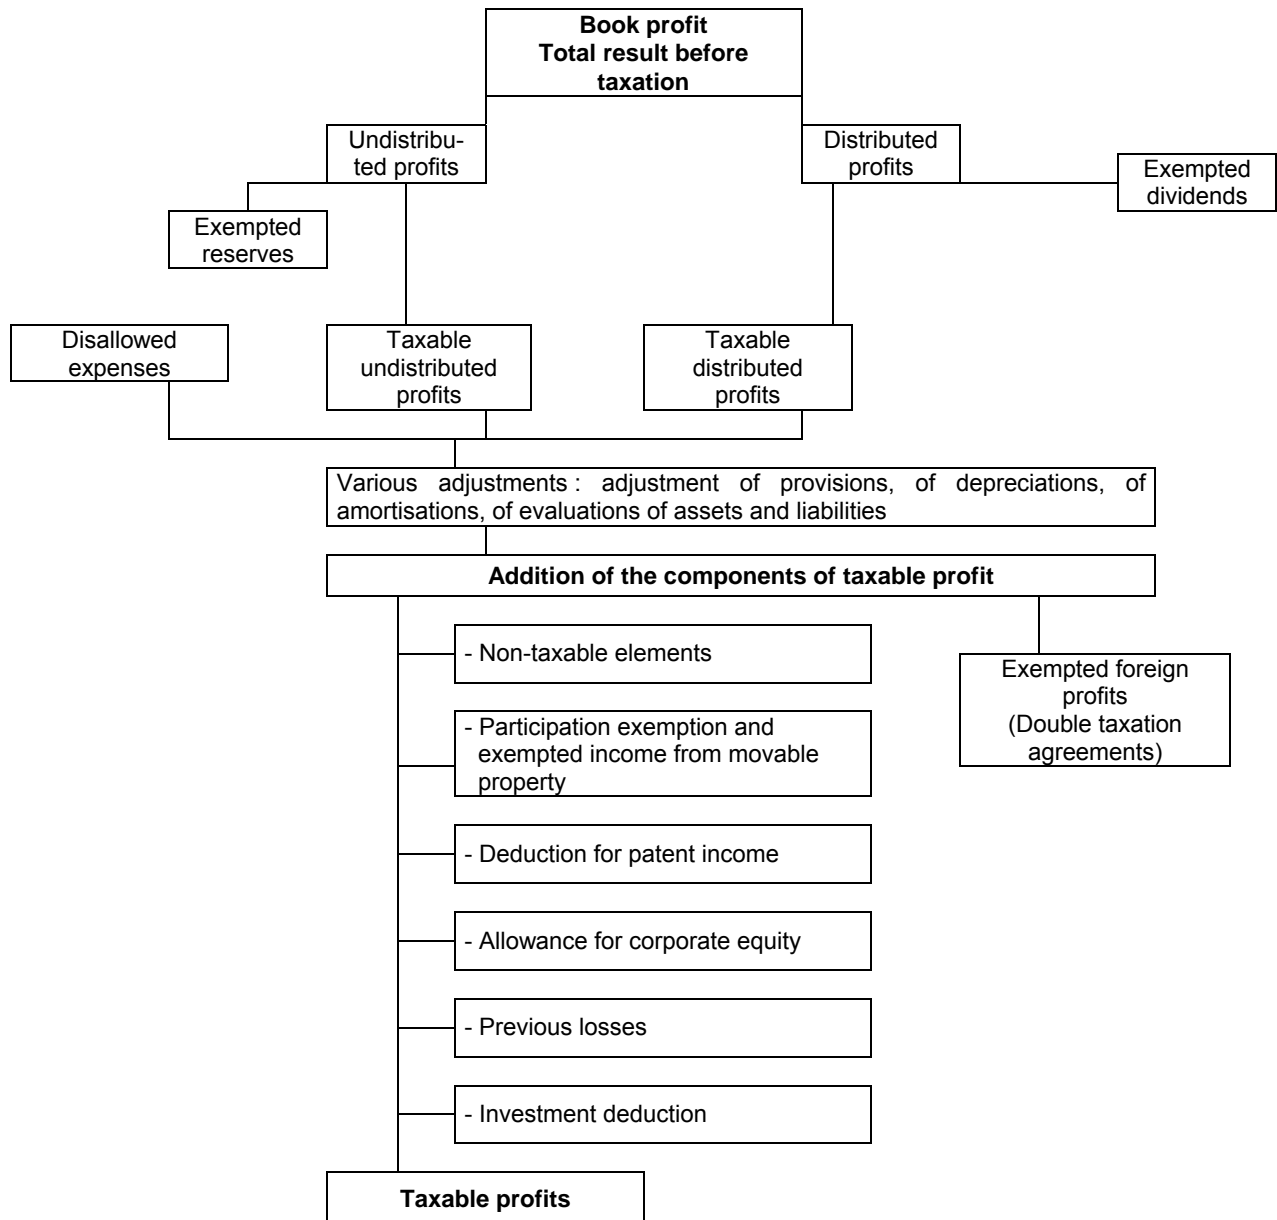 Book profit
Total result before
taxation
Undistribu-
ted profits
Distributed
profits
Exempted
dividends
Exempted
reserves
Disallowed
expenses
Taxable
undistributed
profits
Taxable
distributed
profits
Various adjustments : adjustment of provisions, of depreciations, of
amortisations, of evaluations of assets and liabilities
Addition of the components of taxable profit
- Non-taxable elements
Exempted foreign
profits
(Double taxation
agreements)
- Participation exemption and
exempted income from movable
property
- Deduction for patent income
- Allowance for corporate equity
- Previous losses
- Investment deduction
Taxable profits